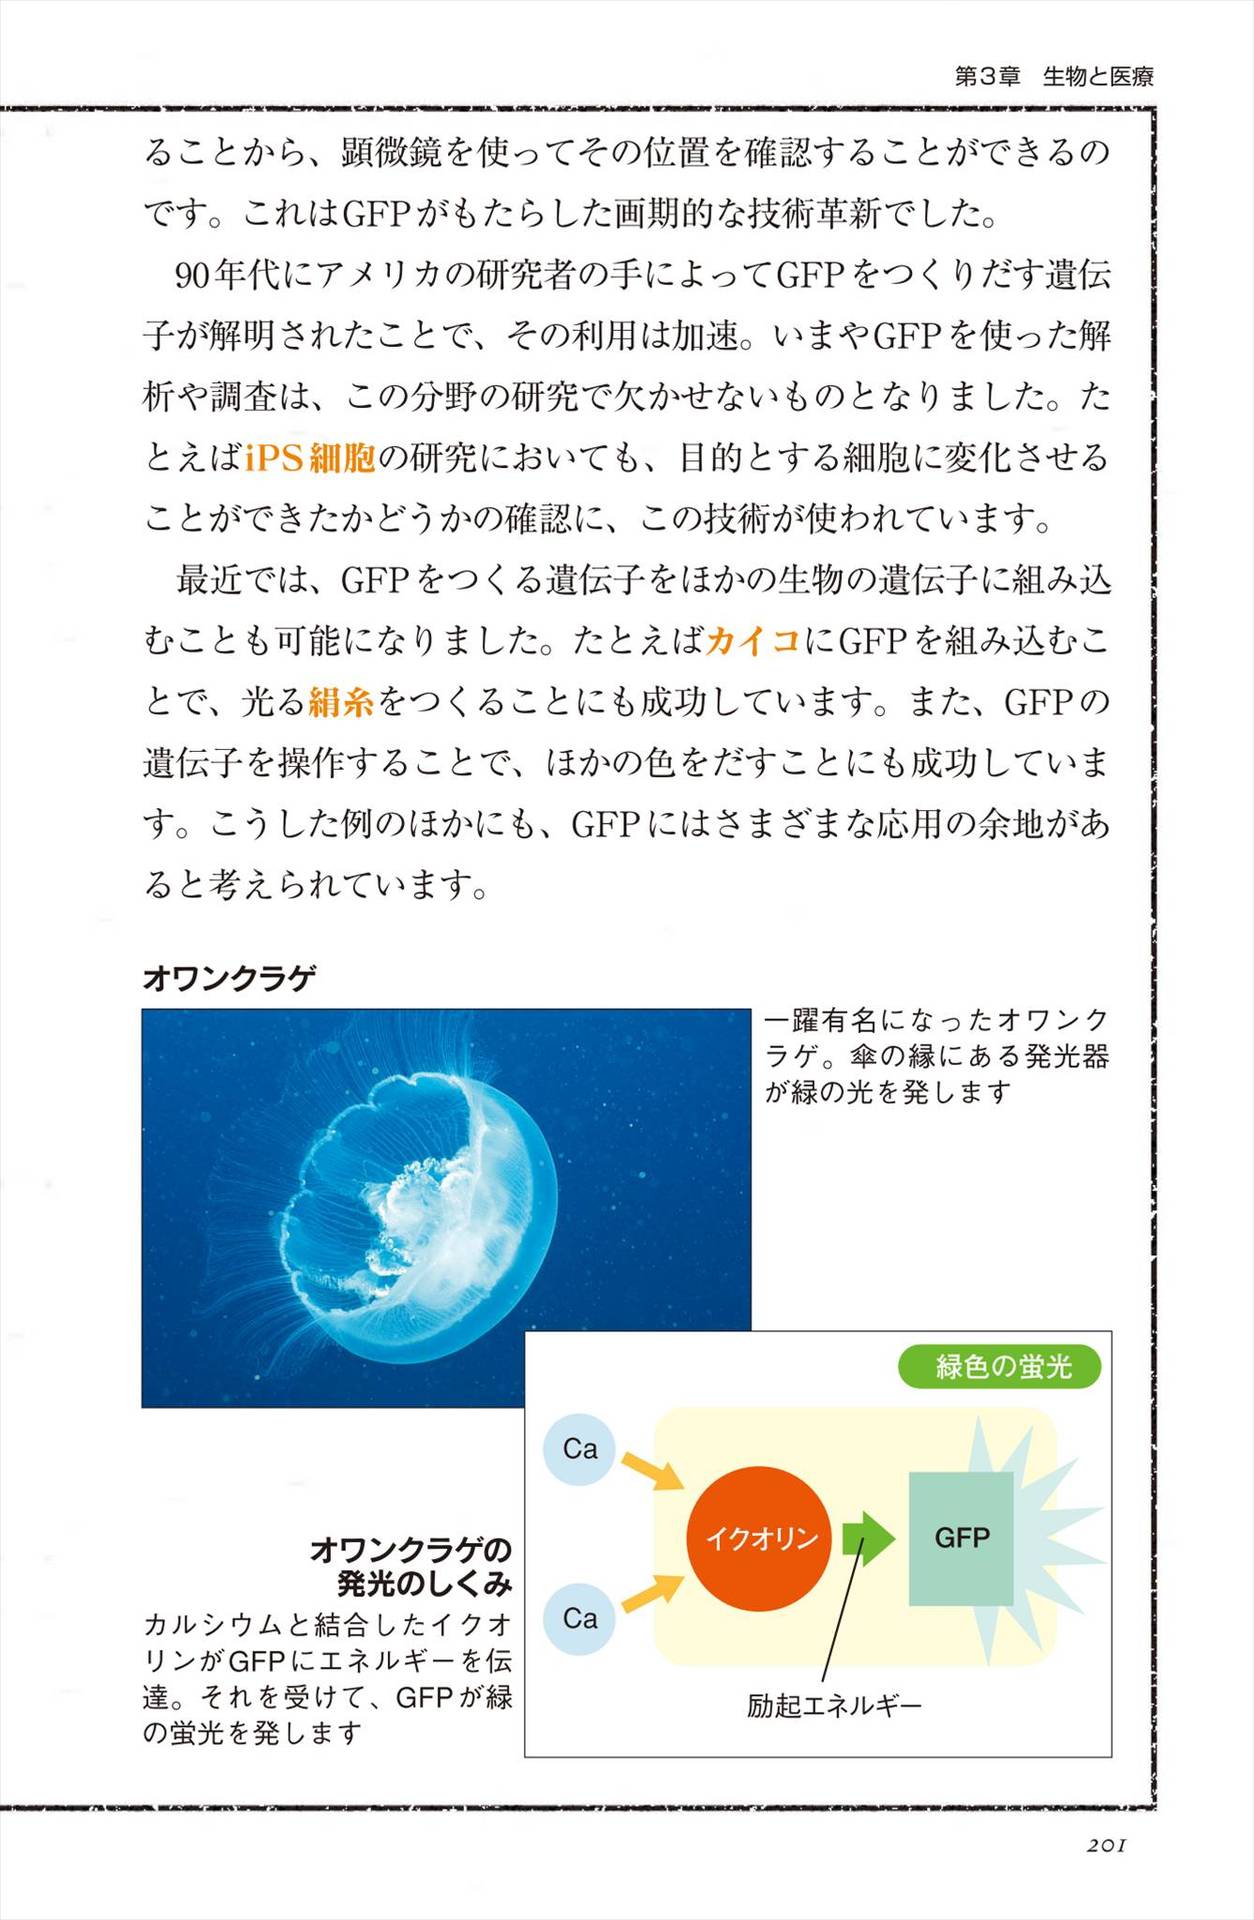 第3章　生物と医療
ることから、顕微鏡を使ってその位置を確認することができるの
です。これはGFPがもたらした画期的な技術革新でした。
　90年代にアメリカの研究者の手によってGFPをつくりだす遺伝
子が解明されたことで、その利用は加速。いまやGFPを使った解
析や調査は、この分野の研究で欠かせないものとなりました。た
とえばiPS細胞の研究においても、目的とする細胞に変化させる
ことができたかどうかの確認に、この技術が使われています。
　最近では、GFPをつくる遺伝子をほかの生物の遺伝子に組み込
むことも可能になりました。たとえばカイコにGFPを組み込むこ
とで、光る絹糸をつくることにも成功しています。また、GFPの
遺伝子を操作することで、ほかの色をだすことにも成功していま
す。こうした例のほかにも、GFPにはさまざまな応用の余地があ
ると考えられています。
オワンクラゲ
一躍有名になったオワンク
ラゲ。傘の縁にある発光器
が緑の光を発します
緑色の蛍光
Ca
イクオリン
GFP
Ca
励起エネルギー
オワンクラゲの
発光のしくみ
カルシウムと結合したイクオ
リンがGFPにエネルギーを伝
達。それを受けて、GFPが緑
の蛍光を発します
201